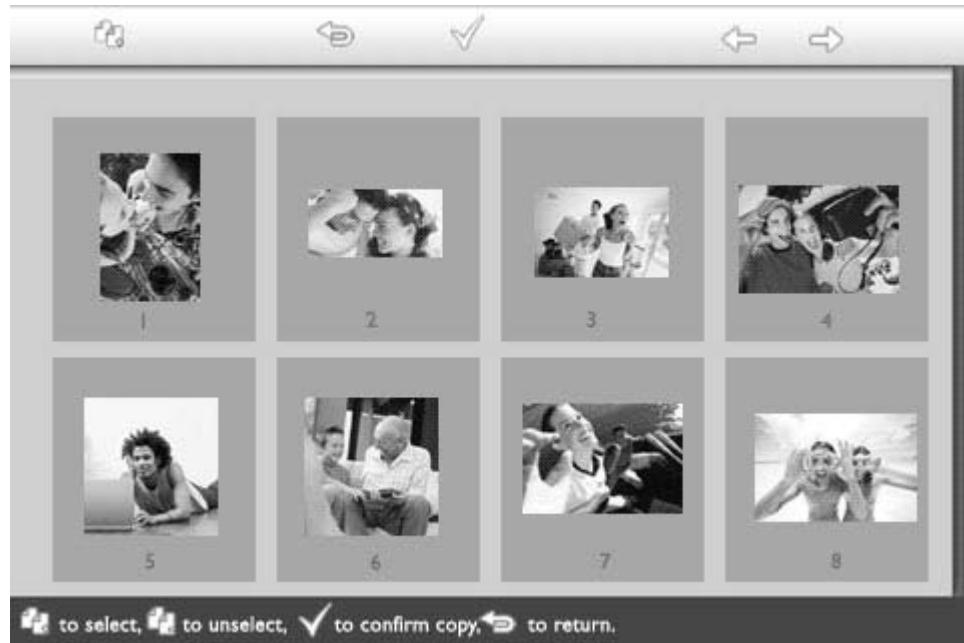 1 2 3 4
5 6 7 8
to select, to unselect, to confirm copy, to return.